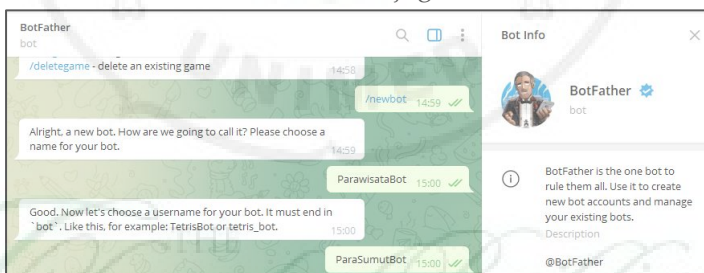 BotFather
bot
/deletegame - delete an existing game
14:58
/newbot 14:59
Alright, a new bot. How are we going to call it? Please choose a
name for your bot.
14:59
ParawisataBot 15:00
Good. Now let's choose a username for your bot. It must end in
`bot`. Like this, for example: TetrisBot or tetris_bot.
15:00
ParaSumutBot 15:00
Bot Info
BotFather
bot
BotFather is the one bot to
rule them all. Use it to create
new bot accounts and manage
your existing bots.
Description
@BotFather